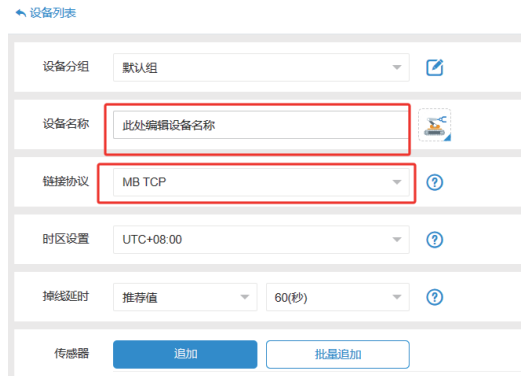 设备列表
设备分组 默认组
设备名称 此处编辑设备名称
链接协议 MB TCP
时区设置 UTC+08:00
掉线延时 推荐值 60(秒)
传感器 追加 批量追加